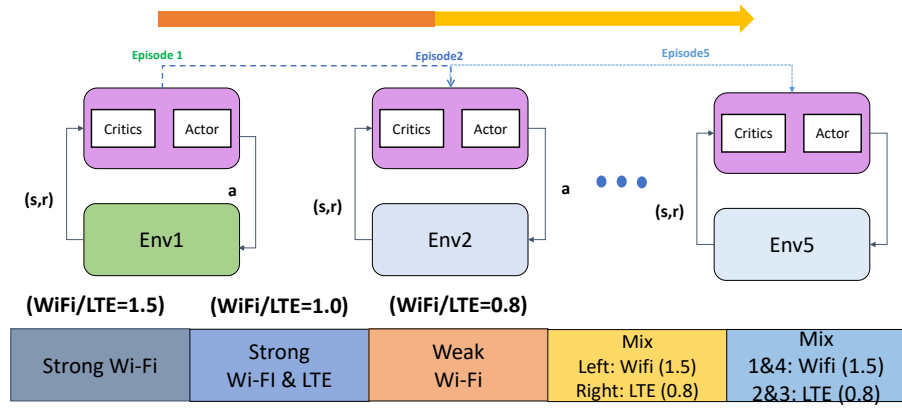 Episode 1
Episode2
Episode5
Critics
Actor
Critics
Actor
Critics
Actor
(s,r)
a
(s,r)
a
(s,r)
Env1
Env2
Env5
(WiFi/LTE=1.5)
(WiFi/LTE=1.0)
(WiFi/LTE=0.8)
Strong Wi-Fi
Strong
Wi-FI & LTE
Weak
Wi-Fi
Mix
Left: Wifi (1.5)
Right: LTE (0.8)
Mix
1&4: Wifi (1.5)
2&3: LTE (0.8)